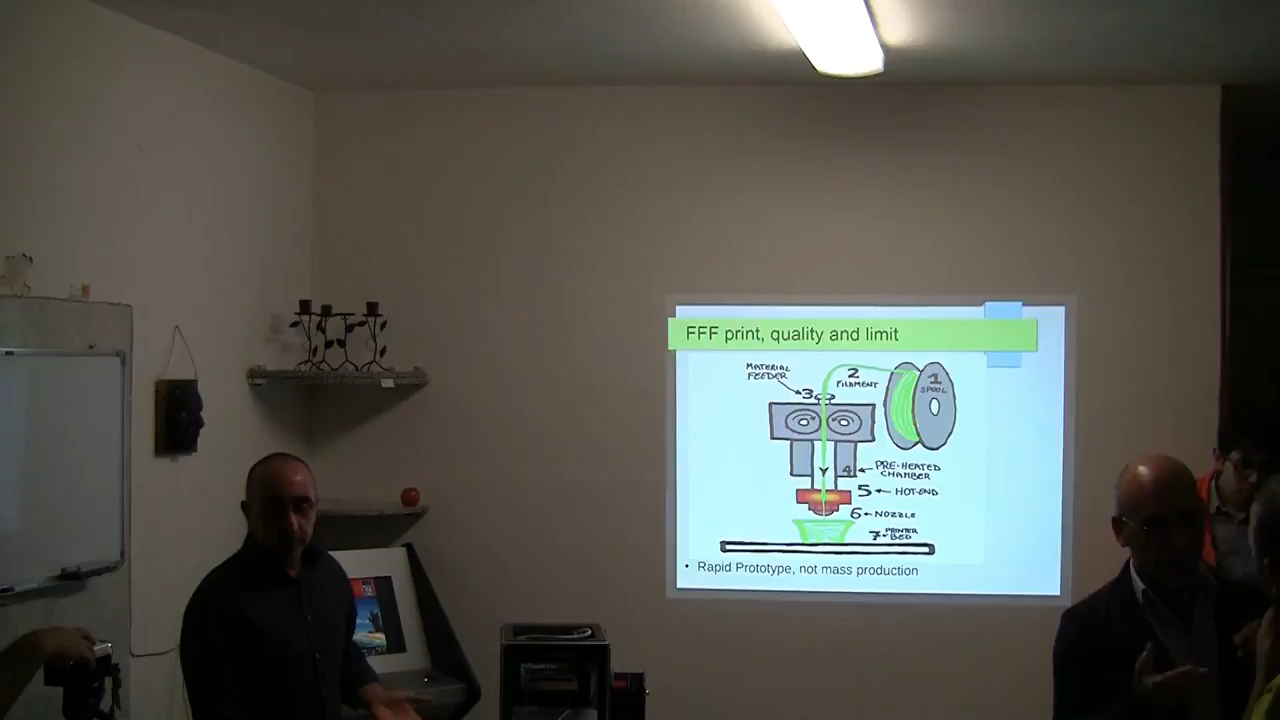 FFF print, quality and limit
MATERIAL
FEEDER
2
FILAMENT
1
SPOOL
3
4
PRE-HEATED
CHAMBER
5 HOT-END
6 NOZZLE
7 PRINTER
BED
• Rapid Prototype, not mass production